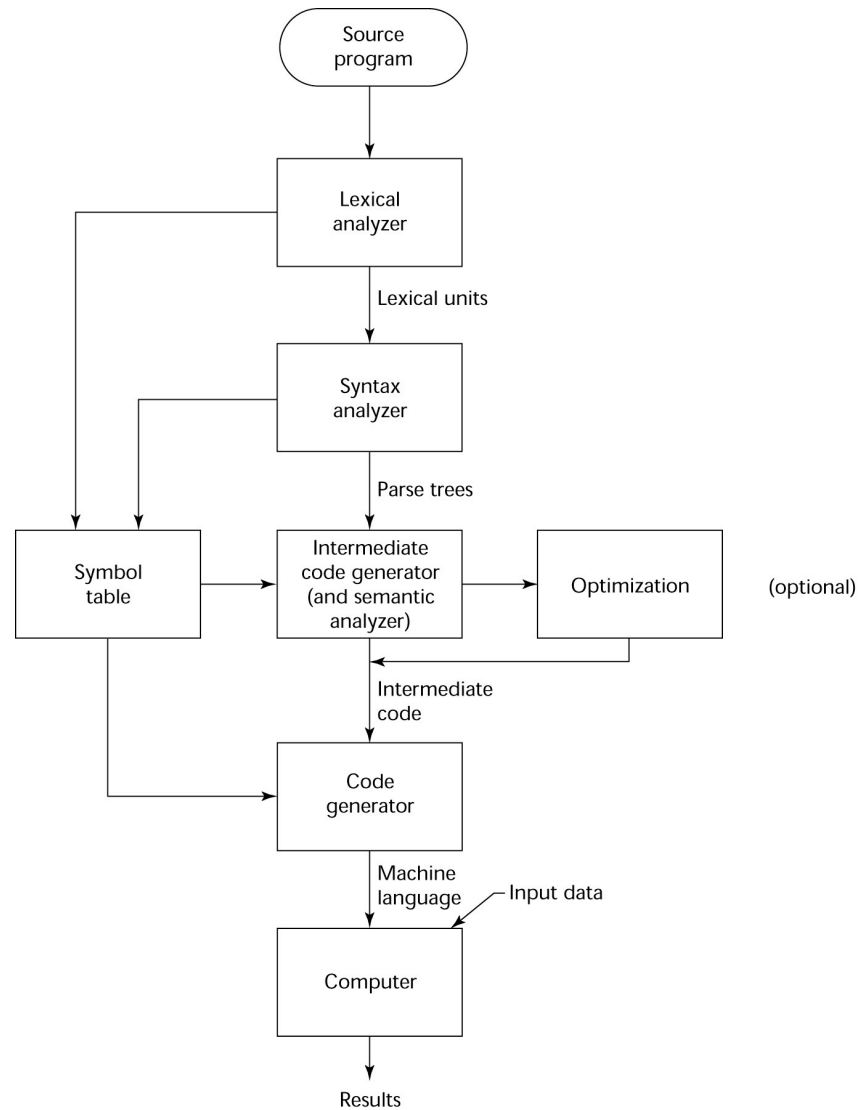 Source
program
Lexical
analyzer
Lexical units
Syntax
analyzer
Parse trees
Symbol
table
Intermediate
code generator
(and semantic
analyzer)
Optimization
(optional)
Intermediate
code
Code
generator
Machine
language
Input data
Computer
Results